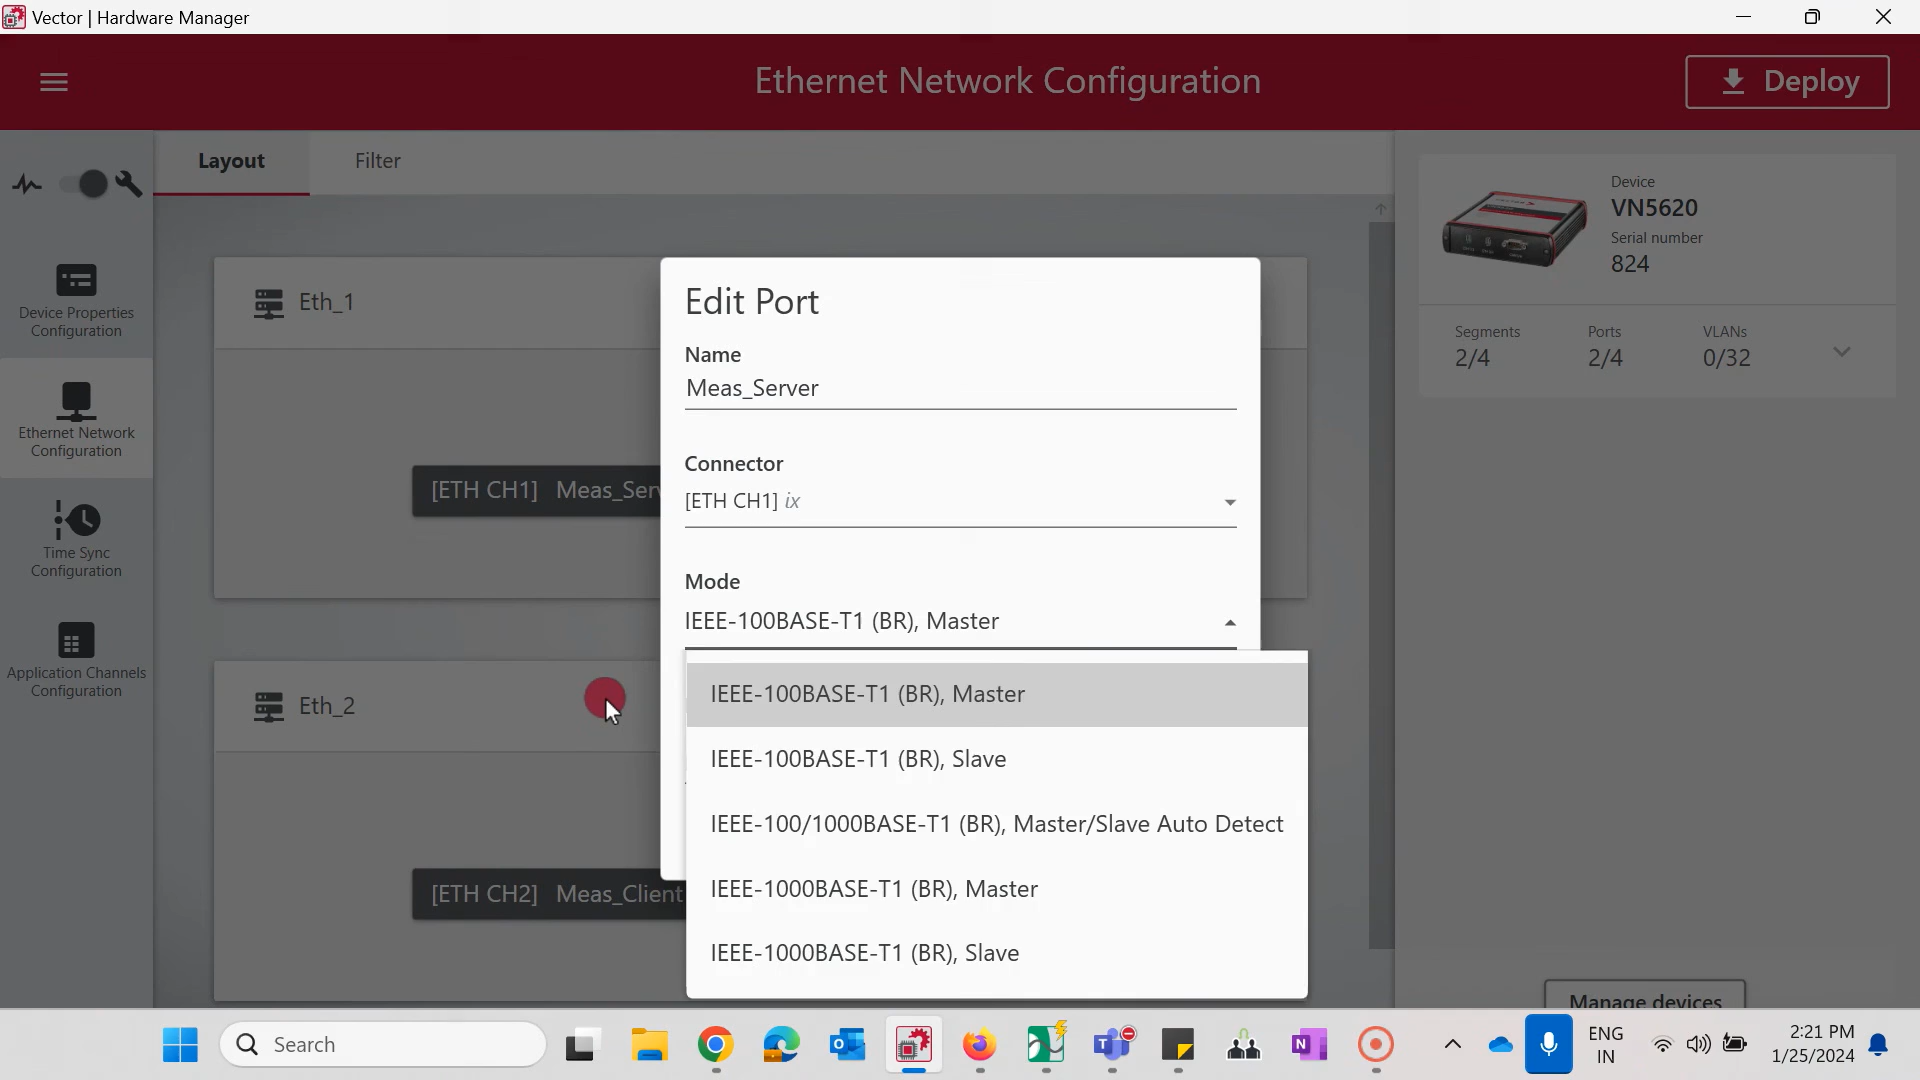 Vector | Hardware Manager
Ethernet Network Configuration
Deploy
Layout
Filter
Device Properties
Configuration
Ethernet Network
Configuration
Time Sync
Configuration
Application Channels
Configuration
Eth_1
[ETH CH1] Meas_Ser
Eth_2
[ETH CH2] Meas_Client
Edit Port
Name
Meas_Server
Connector
[ETH CH1] ix
Mode
IEEE-100BASE-T1 (BR), Master
IEEE-100BASE-T1 (BR), Master
IEEE-100BASE-T1 (BR), Slave
IEEE-100/1000BASE-T1 (BR), Master/Slave Auto Detect
IEEE-1000BASE-T1 (BR), Master
IEEE-1000BASE-T1 (BR), Slave
Device
VN5620
Serial number
824
Segments Ports VLANs
2/4 2/4 0/32
Manage devices
Search
ENG
IN
2:21 PM
1/25/2024